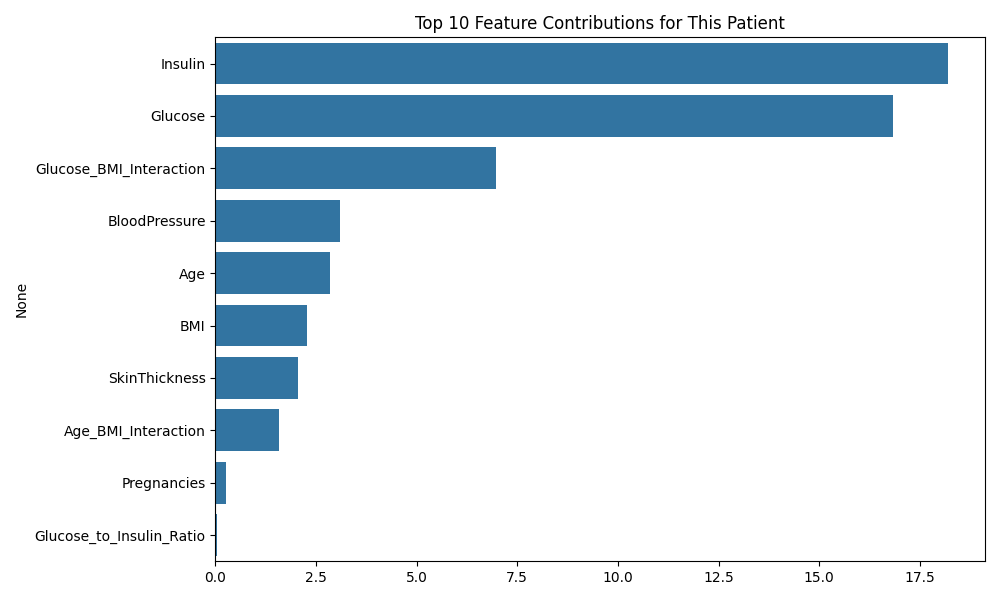 Top 10 Feature Contributions for This Patient
Insulin
Glucose
Glucose_BMI_Interaction
BloodPressure
Age
BMI
SkinThickness
Age_BMI_Interaction
Pregnancies
Glucose_to_Insulin_Ratio
None
0.0 2.5 5.0 7.5 10.0 12.5 15.0 17.5